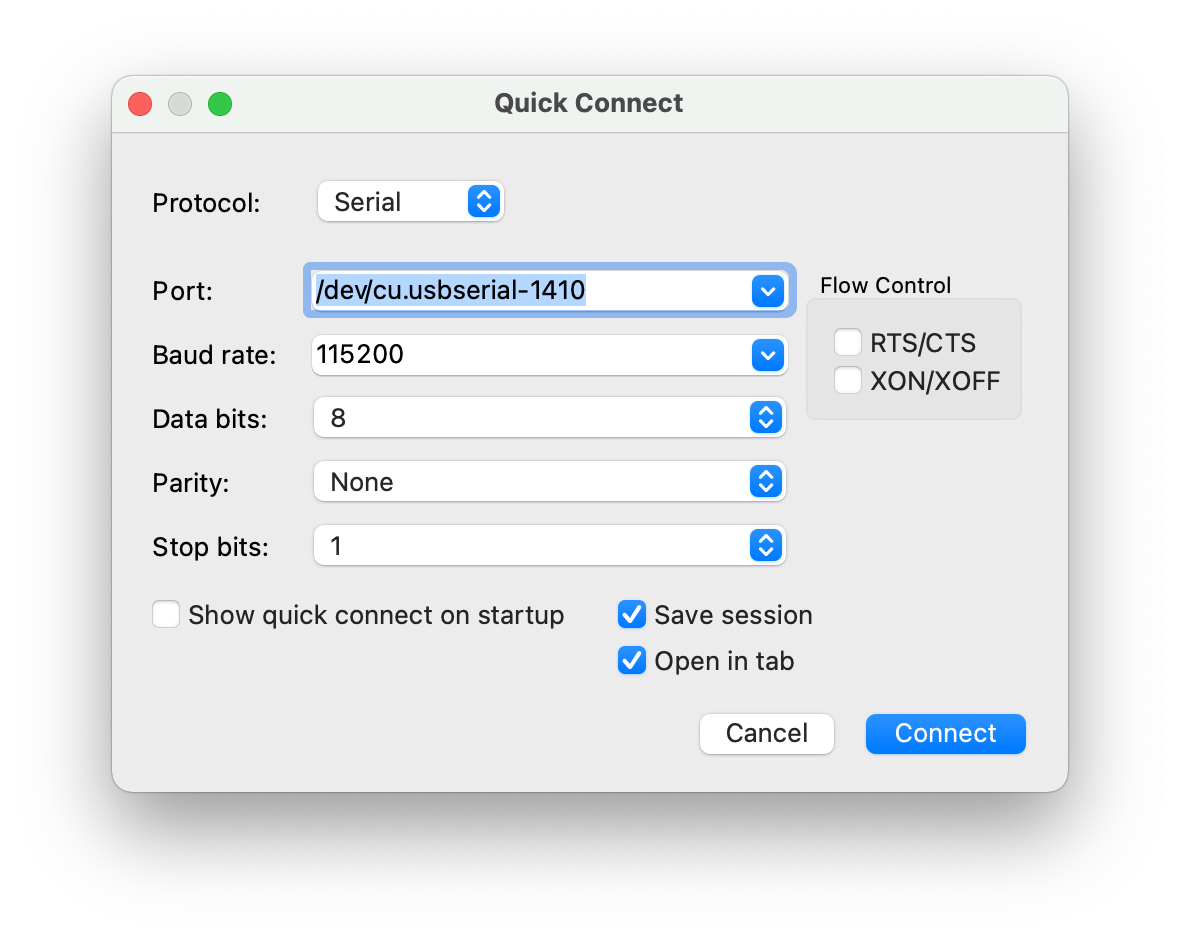 Quick Connect
Protocol: Serial
Port: /dev/cu.usbserial-1410
Flow Control
Baud rate: 115200
RTS/CTS
XON/XOFF
Data bits: 8
Parity: None
Stop bits: 1
Show quick connect on startup
Save session
Open in tab
Cancel Connect